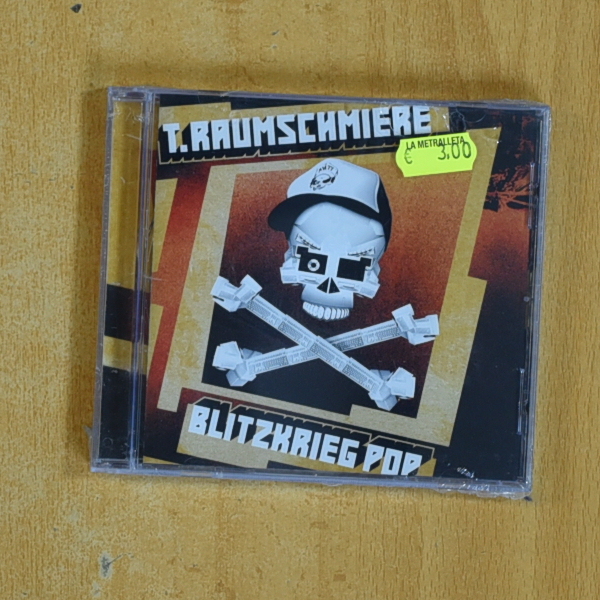 T.RAUMSCHMIERE
LA METRALLETA
€ 3,00
BLITZKRIEG POP